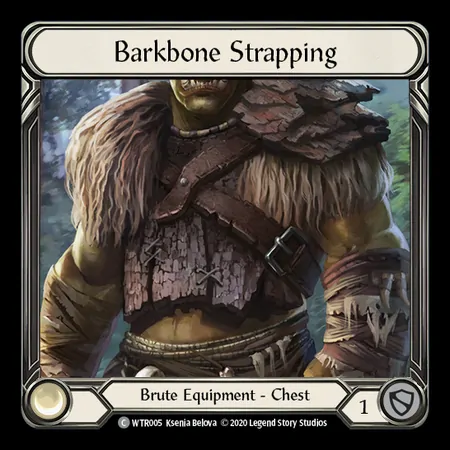 Barkbone Strapping
Brute Equipment - Chest
1
C WTR005 Ksenia Belova © 2020 Legend Story Studios